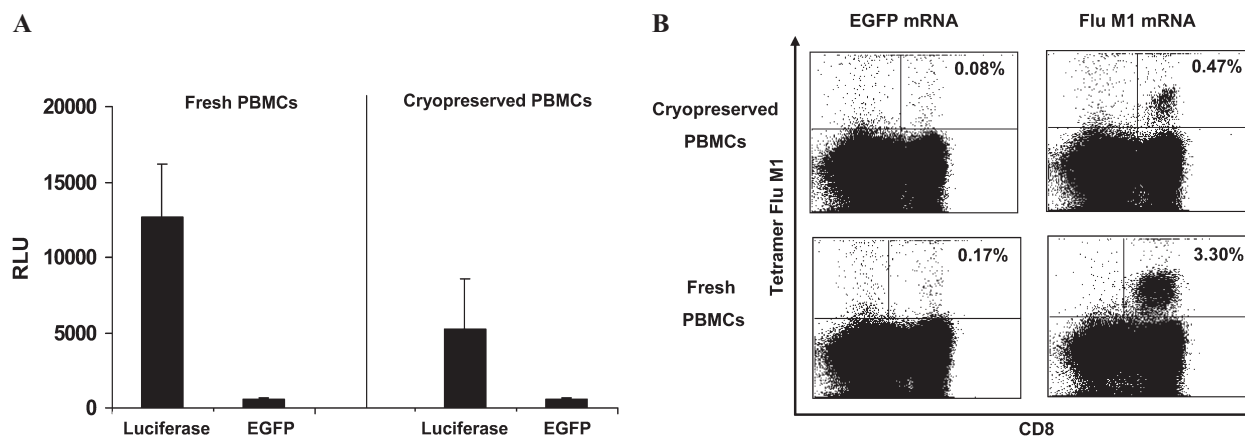 A
RLU
20000
15000
10000
5000
0
Fresh PBMCs
Cryopreserved PBMCs
Luciferase
EGFP
Luciferase
EGFP
B
EGFP mRNA
Flu M1 mRNA
Cryopreserved
PBMCs
0.08%
0.47%
Tetramer Flu M1
Fresh
PBMCs
0.17%
3.30%
CD8